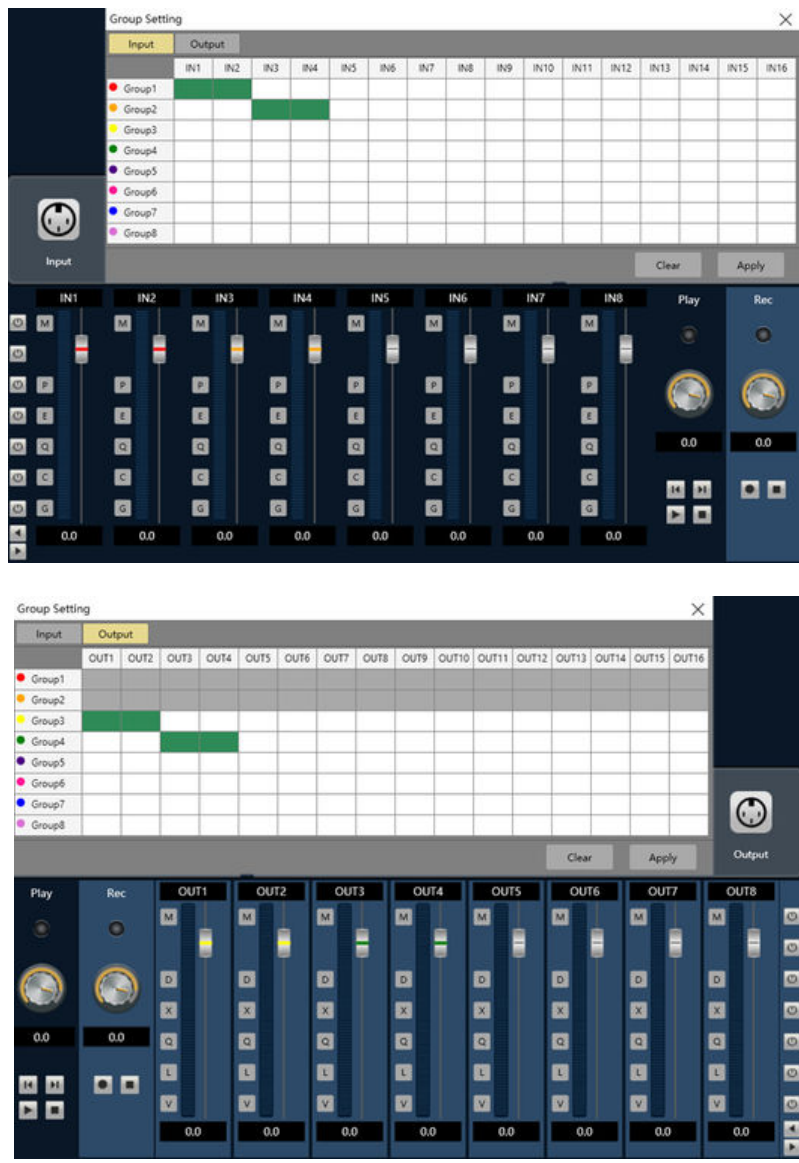 Group Setting
Input Output
IN1 IN2 IN3 IN4 IN5 IN6 IN7 IN8 IN9 IN10 IN11 IN12 IN13 IN14 IN15 IN16
Group1
Group2
Group3
Group4
Group5
Group6
Group7
Group8
Input
Clear Apply
IN1 IN2 IN3 IN4 IN5 IN6 IN7 IN8 Play Rec
M M M M M M M M
P P P P P P P P
E E E E E E E E
0.0 0.0
Q Q Q Q Q Q Q Q
C C C C C C C C
G G G G G G G G
0.0 0.0 0.0 0.0 0.0 0.0 0.0 0.0
Group Setting
Input Output
OUT1 OUT2 OUT3 OUT4 OUT5 OUT6 OUT7 OUT8 OUT9 OUT10 OUT11 OUT12 OUT13 OUT14 OUT15 OUT16
Group1
Group2
Group3
Group4
Group5
Group6
Group7
Group8
Clear Apply
Output
Play Rec OUT1 OUT2 OUT3 OUT4 OUT5 OUT6 OUT7 OUT8
M M M M M M M M
D D D D D D D D
X X X X X X X X
0.0 0.0
Q Q Q Q Q Q Q Q
L L L L L L L L
V V V V V V V V
0.0 0.0 0.0 0.0 0.0 0.0 0.0 0.0